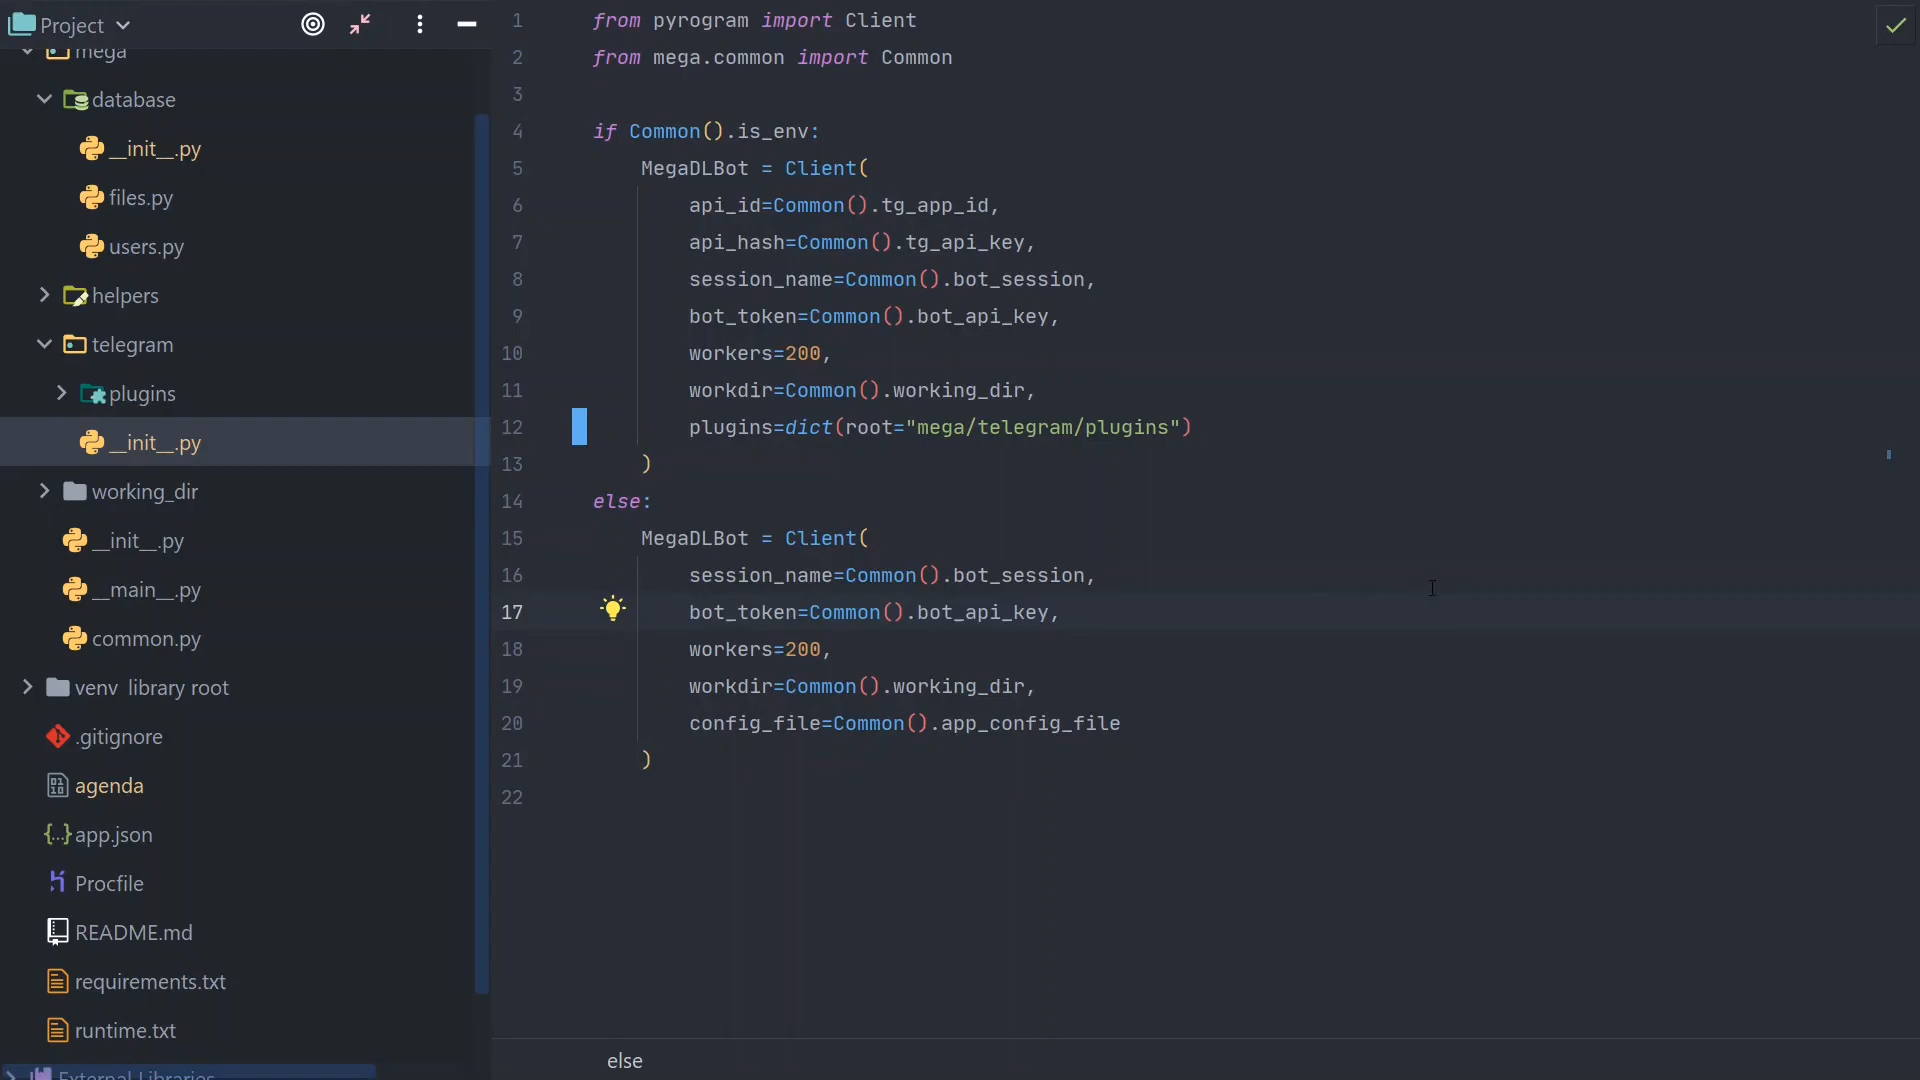 Project
mega
database
__init__.py
files.py
users.py
helpers
telegram
plugins
__init__.py
working_dir
__init__.py
__main__.py
common.py
venv library root
.gitignore
agenda
app.json
Procfile
README.md
requirements.txt
runtime.txt
External Libraries
1 from pyrogram import Client
2 from mega.common import Common
3
4 if Common().is_env:
5 MegaDLBot = Client(
6 api_id=Common().tg_app_id,
7 api_hash=Common().tg_api_key,
8 session_name=Common().bot_session,
9 bot_token=Common().bot_api_key,
10 workers=200,
11 workdir=Common().working_dir,
12 plugins=dict(root="mega/telegram/plugins")
13 )
14 else:
15 MegaDLBot = Client(
16 session_name=Common().bot_session,
17 bot_token=Common().bot_api_key,
18 workers=200,
19 workdir=Common().working_dir,
20 config_file=Common().app_config_file
21 )
22
else